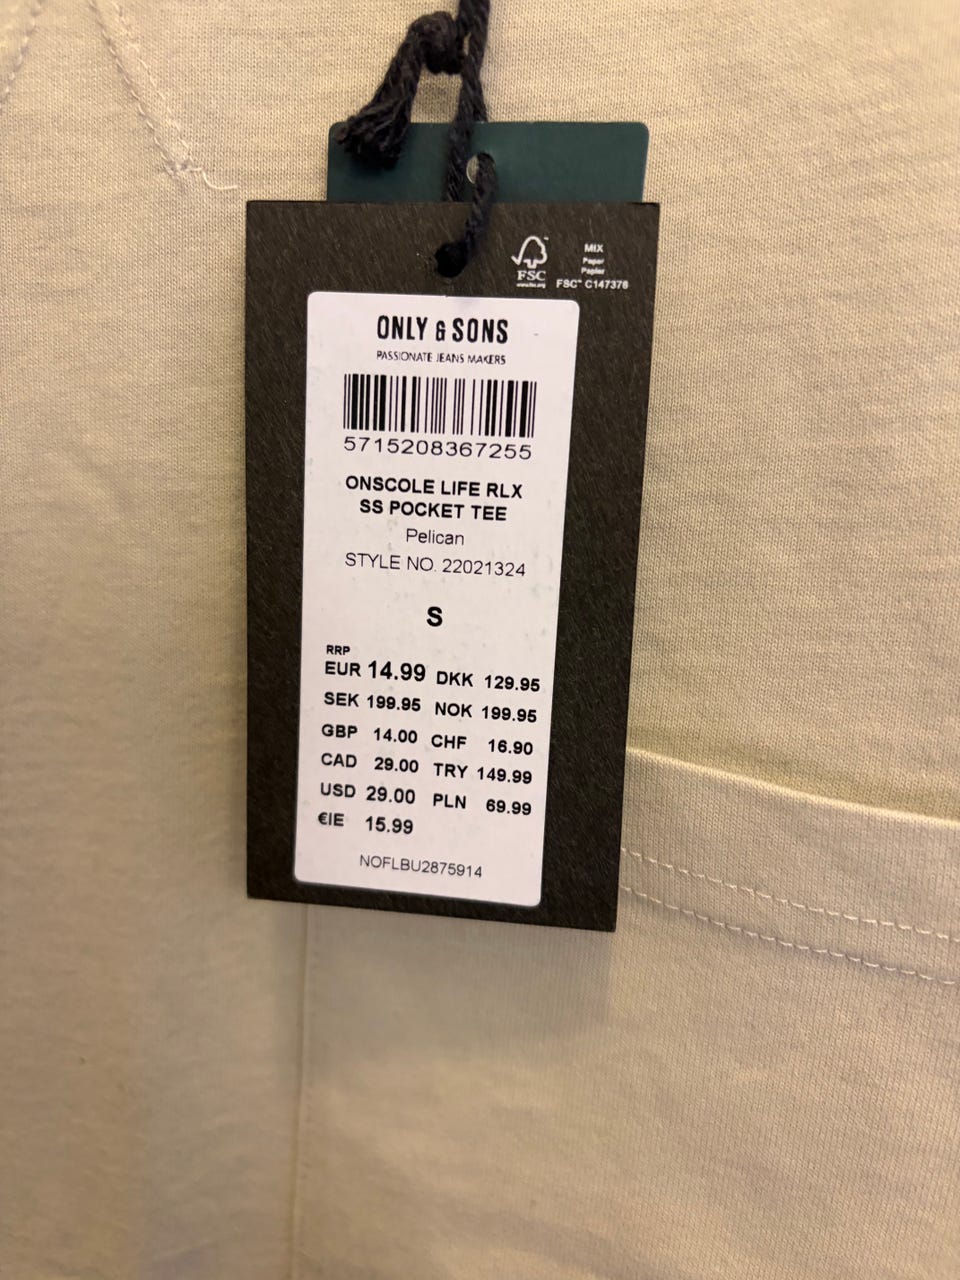 MIX
Paper
Papier
FSC™ C147376
FSC
www.fsc.org
ONLY & SONS
PASSIONATE JEANS MAKERS
5715208367255
ONSCOLE LIFE RLX
SS POCKET TEE
Pelican
STYLE NO. 22021324
S
RRP
EUR 14.99 DKK 129.95
SEK 199.95 NOK 199.95
GBP 14.00 CHF 16.90
CAD 29.00 TRY 149.99
USD 29.00 PLN 69.99
€IE 15.99
NOFLBU2875914